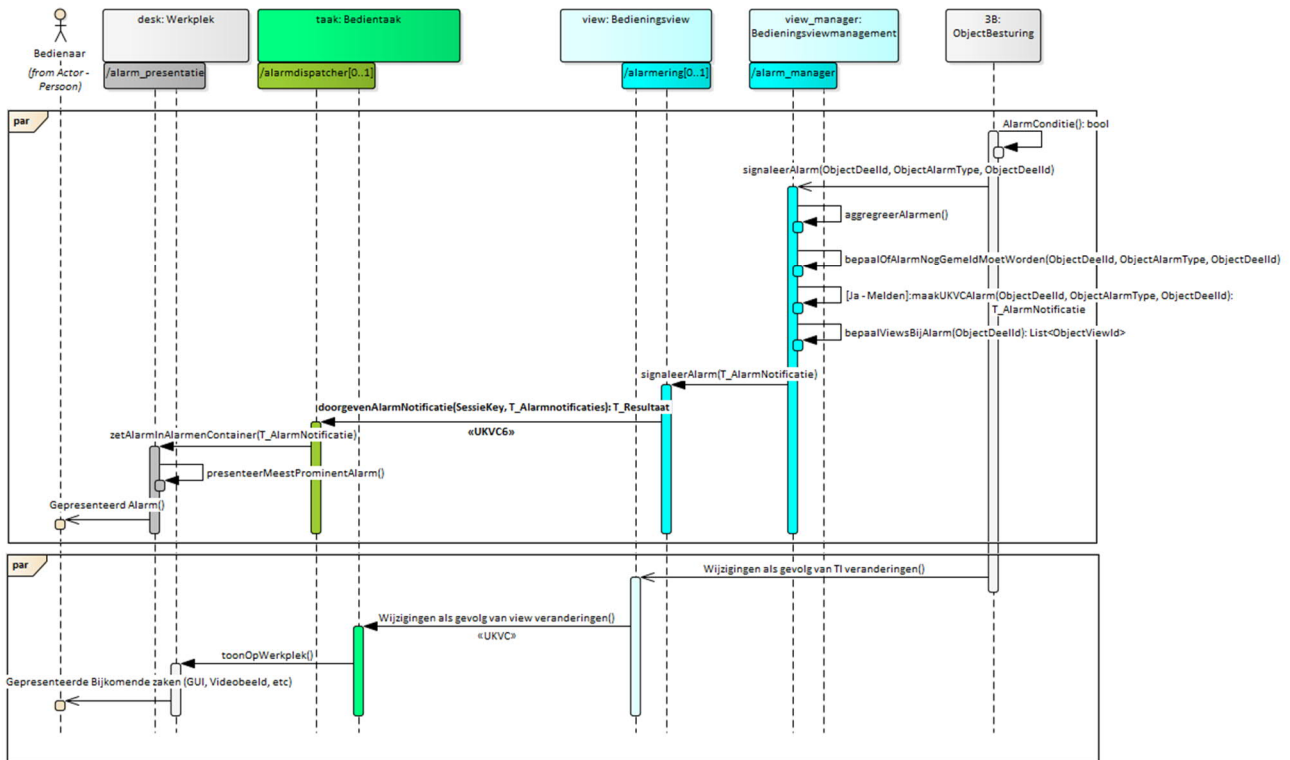 desk: Werkplek
taak: Bedientaak
view: Bedieningsview
view_manager:
Bedieningsviewmanagement
3B:
ObjectBesturing
Bedienaar
(from Actor -
Persoon)
/alarm_presentatie
/alarmdispatcher[0..1]
/alarmering[0..1]
/alarm_manager
par
AlarmConditie(): bool
signaleerAlarm(ObjectDeelId, ObjectAlarmType, ObjectDeelId)
aggregreerAlarmen()
bepaalOfAlarmNogGemeldMoetWorden(ObjectDeelId, ObjectAlarmType, ObjectDeelId)
[Ja - Melden]:maakUKVCAlarm(ObjectDeelId, ObjectAlarmType, ObjectDeelId):
T_AlarmNotificatie
bepaalViewsBijAlarm(ObjectDeelId): List<ObjectViewId>
signaleerAlarm(T_AlarmNotificatie)
doorgevenAlarmNotificatie(SessieKey, T_Alarmnotificaties): T_Resultaat
«UKVC6»
zetAlarmInAlarmenContainer(T_AlarmNotificatie)
presenteerMeestProminentAlarm()
Gepresenteerd Alarm()
par
Wijzigingen als gevolg van TI veranderingen()
Wijzigingen als gevolg van view veranderingen()
«UKVC»
toonOpWerkplek()
Gepresenteerde Bijkomende zaken (GUI, Videobeeld, etc)